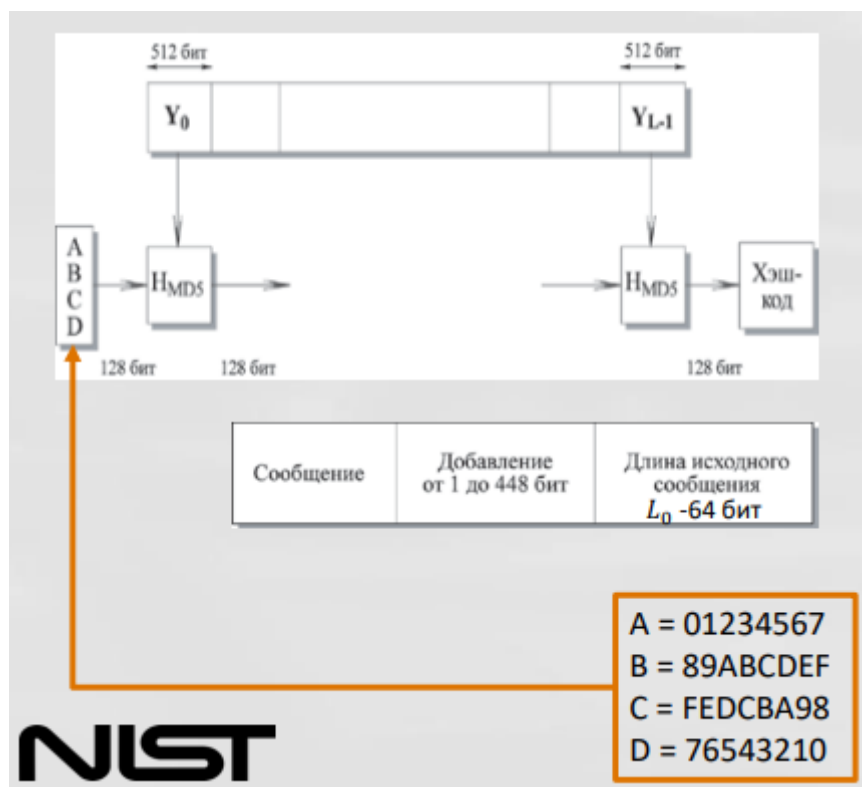 512 бит
512 бит
Y0
YL-1
A
B
C
D
HMD5
HMD5
Хэш-
код
128 бит
128 бит
128 бит
Сообщение
Добавление
от 1 до 448 бит
Длина исходного
сообщения
L0 -64 бит
A = 01234567
B = 89ABCDEF
C = FEDCBA98
D = 76543210
NIST